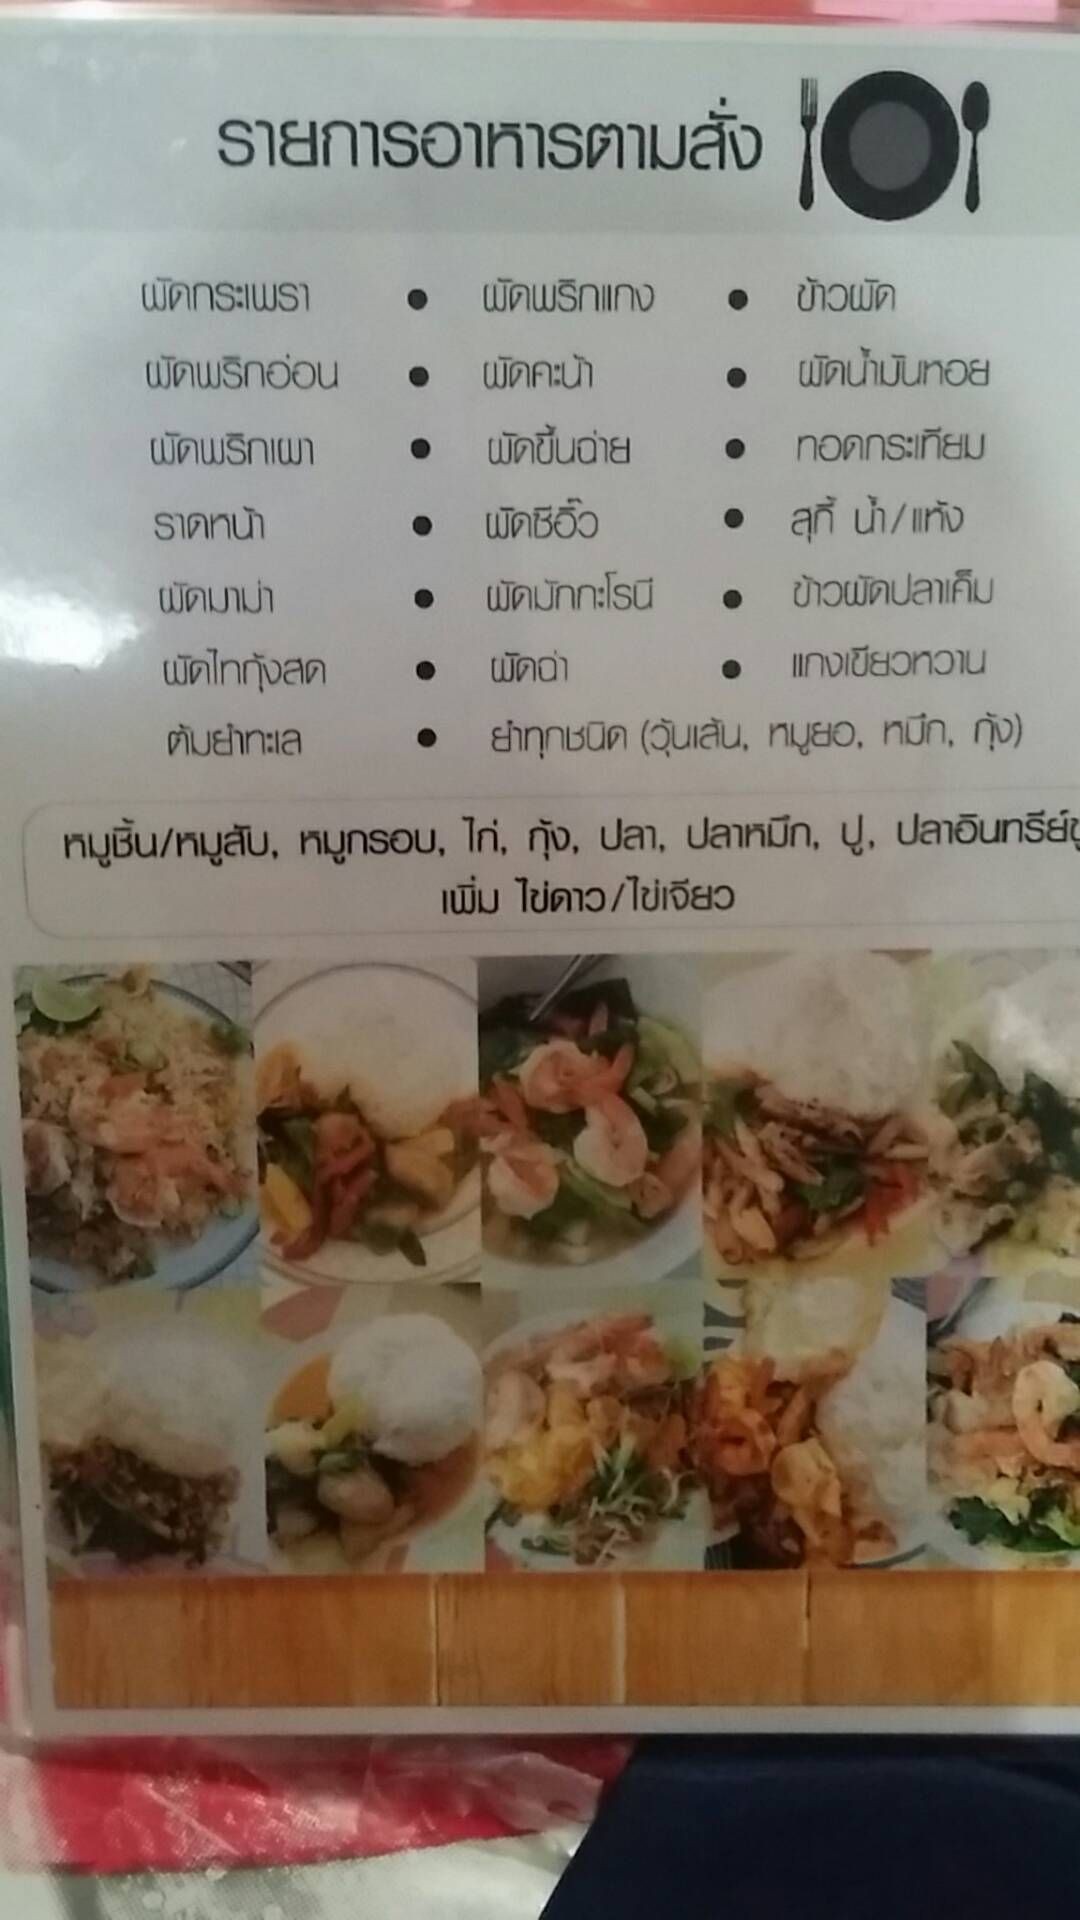 รายการอาหารตามสั่ง
ผัดกระเพรา • ผัดพริกแกง • ข้าวผัด
ผัดพริกอ่อน • ผัดคะน้า • ผัดน้ำมันหอย
ผัดพริกเผา • ผัดขึ้นฉ่าย • ทอดกระเทียม
ราดหน้า • ผัดซีอิ๊ว • สุกี้ น้ำ/แห้ง
ผัดมาม่า • ผัดมักกะโรนี • ข้าวผัดปลาเค็ม
ผัดไทกุ้งสด • ผัดฉ่า • แกงเขียวหวาน
ต้มยำทะเล • ยำทุกชนิด (วุ้นเส้น, หมูยอ, หมึก, กุ้ง)
หมูชิ้น/หมูสับ, หมูกรอบ, ไก่, กุ้ง, ปลา, ปลาหมึก, ปู, ปลาอินทรีย์
เพิ่ม ไข่ดาว/ไข่เจียว